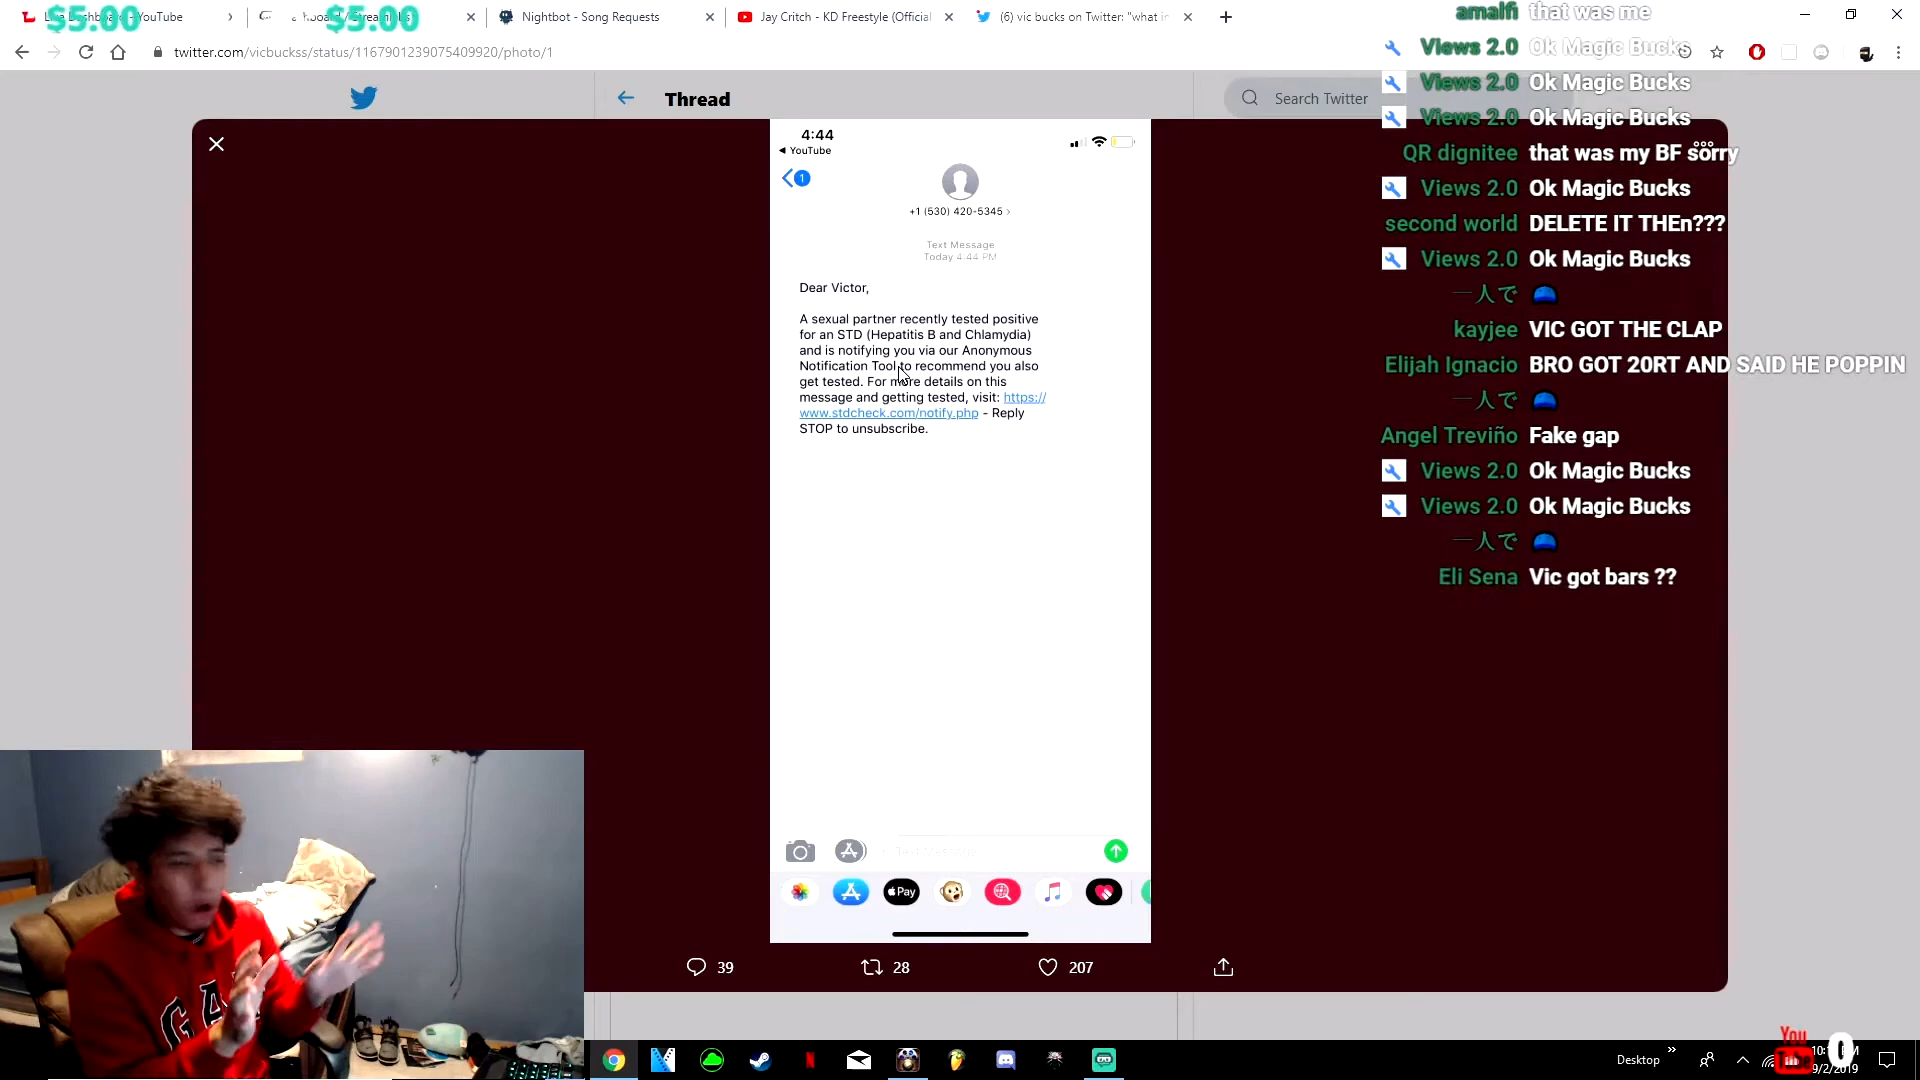 $5.00
$5.00
YouTube
Nightbot - Song Requests
Jay Critch - KD Freestyle (Official
(6) vic bucks on Twitter: "what in
twitter.com/vicbuckss/status/1167901239075409920/photo/1
Thread
Search Twitter
4:44
YouTube
1
+1 (530) 420-5345
Text Message
Today 4:44 PM
Dear Victor,
A sexual partner recently tested positive
for an STD (Hepatitis B and Chlamydia)
and is notifying you via our Anonymous
Notification Tool to recommend you also
get tested. For more details on this
message and getting tested, visit: https://
www.stdcheck.com/notify.php - Reply
STOP to unsubscribe.
Text Message
Pay
39
28
207
amalfi that was me
Views 2.0 Ok Magic Bucks
Views 2.0 Ok Magic Bucks
Views 2.0 Ok Magic Bucks
QR dignitee that was my BF sorry
Views 2.0 Ok Magic Bucks
second world DELETE IT THEn???
Views 2.0 Ok Magic Bucks
一人で
kayjee VIC GOT THE CLAP
Elijah Ignacio BRO GOT 20RT AND SAID HE POPPIN
一人で
Angel Treviño Fake gap
Views 2.0 Ok Magic Bucks
Views 2.0 Ok Magic Bucks
一人で
Eli Sena Vic got bars ??
GA
You
0
Desktop
9/2/2019